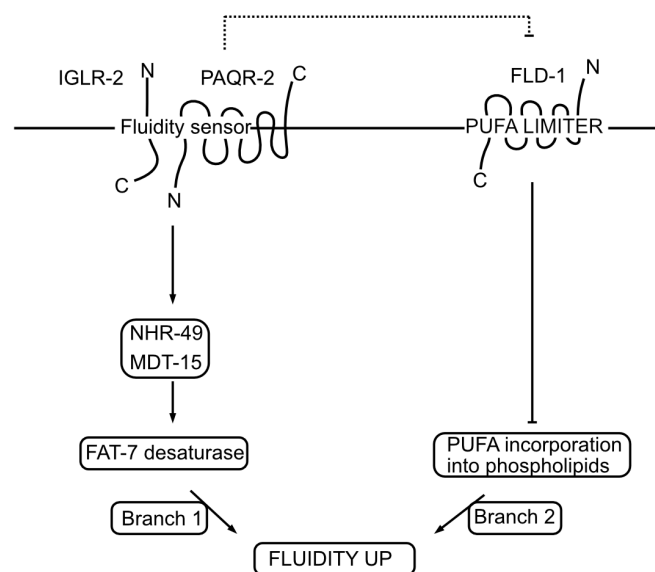 IGLR-2
N
PAQR-2
C
FLD-1
N
Fluidity sensor
PUFA LIMITER
C
N
C
NHR-49
MDT-15
FAT-7 desaturase
PUFA incorporation
into phospholipids
Branch 1
Branch 2
FLUIDITY UP